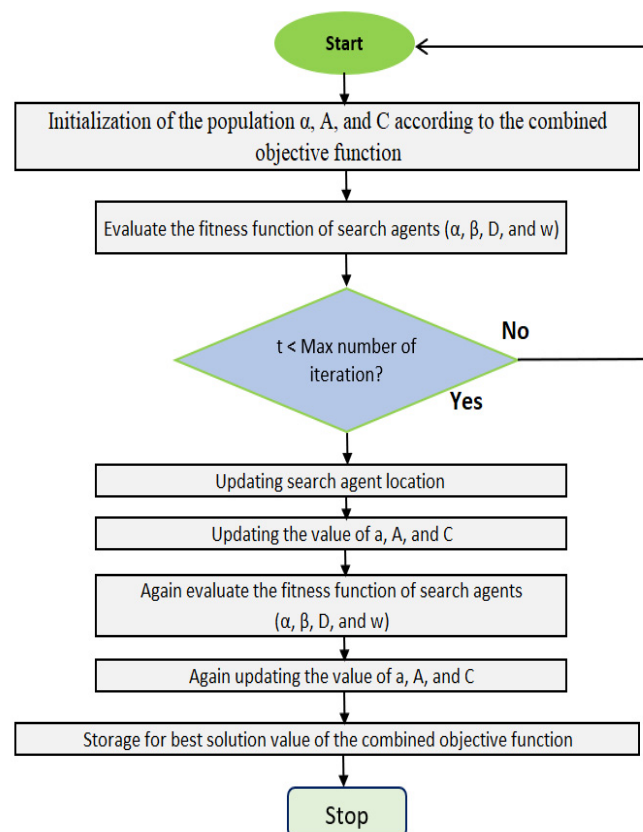 Start
Initialization of the population α, A, and C according to the combined
objective function
Evaluate the fitness function of search agents (α, β, D, and w)
t < Max number of
iteration?
No
Yes
Updating search agent location
Updating the value of a, A, and C
Again evaluate the fitness function of search agents
(α, β, D, and w)
Again updating the value of a, A, and C
Storage for best solution value of the combined objective function
Stop